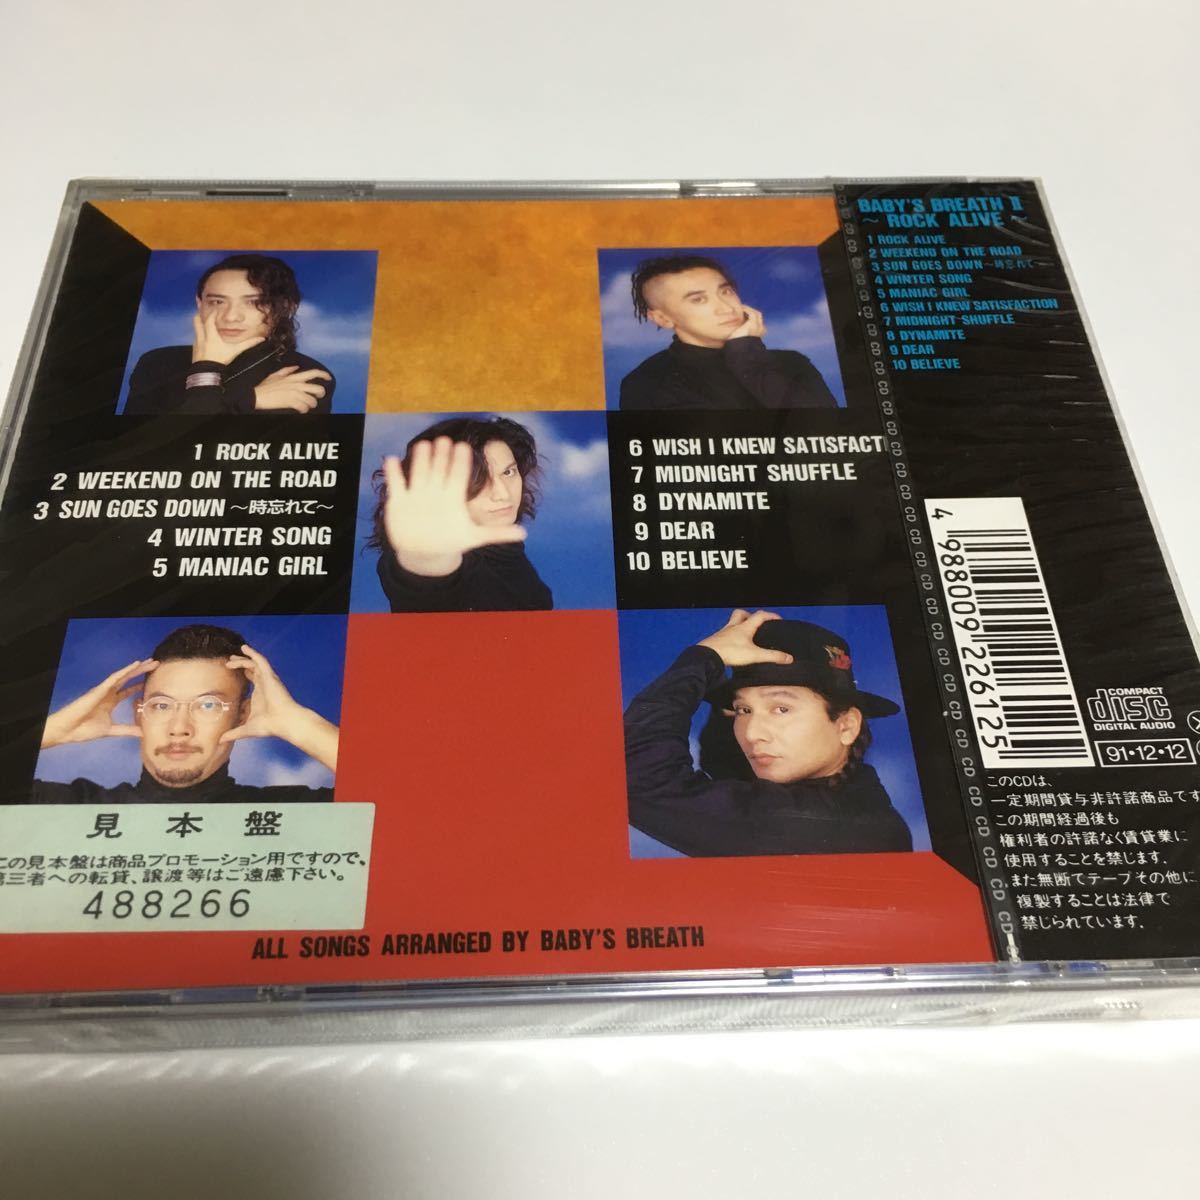 1 ROCK ALIVE
2 WEEKEND ON THE ROAD
3 SUN GOES DOWN ～時忘れて～
4 WINTER SONG
5 MANIAC GIRL
6 WISH I KNEW SATISFACTI
7 MIDNIGHT SHUFFLE
8 DYNAMITE
9 DEAR
10 BELIEVE
見本盤
この見本盤は商品プロモーション用ですので、
第三者への転貸、譲渡等はご遠慮下さい。
488266
ALL SONGS ARRANGED BY BABY'S BREATH
BABY'S BREATH II
～ ROCK ALIVE ～
1 ROCK ALIVE
2 WEEKEND ON THE ROAD
3 SUN GOES DOWN～時忘れて～
4 WINTER SONG
5 MANIAC GIRL
6 WISH I KNEW SATISFACTION
7 MIDNIGHT SHUFFLE
8 DYNAMITE
9 DEAR
10 BELIEVE
4 988009 226125
COMPACT
disc
DIGITAL AUDIO
91·12·12
このCDは、
一定期間貸与非許諾商品です
この期間経過後も
権利者の許諾なく賃貸業に
使用することを禁じます。
また無断でテープその他に
複製することは法律で
禁じられています。